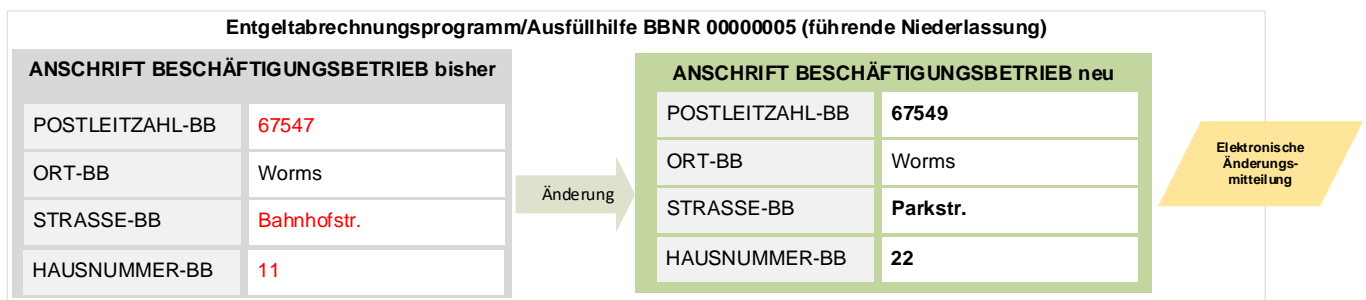 Entgeltabrechnungsprogramm/Ausfüllhilfe BBNR 00000005 (führende Niederlassung)
ANSCHRIFT BESCHÄFTIGUNGSBETRIEB bisher
POSTLEITZAHL-BB 67547
ORT-BB Worms
STRASSE-BB Bahnhofstr.
HAUSNUMMER-BB 11
Änderung
ANSCHRIFT BESCHÄFTIGUNGSBETRIEB neu
POSTLEITZAHL-BB 67549
ORT-BB Worms
STRASSE-BB Parkstr.
HAUSNUMMER-BB 22
Elektronische
Änderungs-
mitteilung